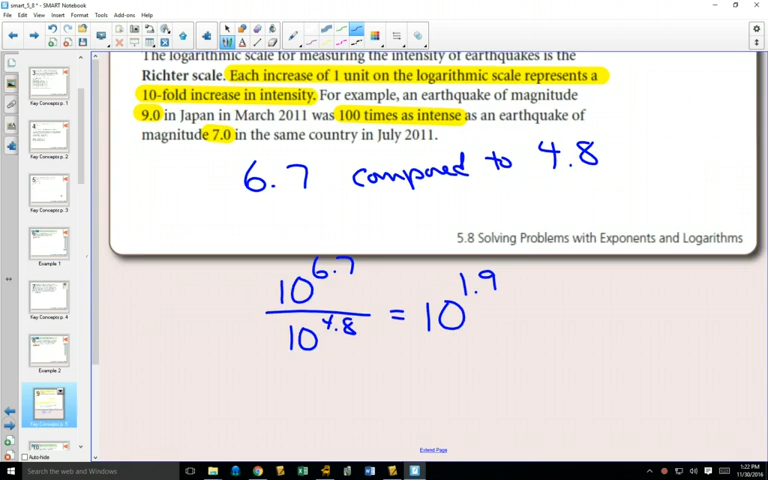 smart_5_8 * - SMART Notebook
File Edit View Insert Format Tools Add-ons Help
The logarithmic scale for measuring the intensity of earthquakes is the
Richter scale. Each increase of 1 unit on the logarithmic scale represents a
10-fold increase in intensity. For example, an earthquake of magnitude
9.0 in Japan in March 2011 was 100 times as intense as an earthquake of
magnitude 7.0 in the same country in July 2011.
6.7 compared to 4.8
5.8 Solving Problems with Exponents and Logarithms
10^6.7
10^4.8
= 10^1.9
Key Concepts p. 1
Key Concepts p. 2
Key Concepts p. 3
Example 1
Key Concepts p. 4
Example 2
Key Concepts p. 5
Auto-hide
Extend Page
Search the web and Windows
1:22 PM
11/30/2016